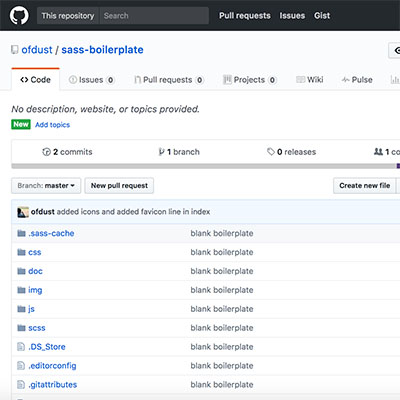 This repository Search Pull requests Issues Gist
ofdust / sass-boilerplate
Code Issues 0 Pull requests 0 Projects 0 Wiki Pulse
No description, website, or topics provided.
New Add topics
2 commits 1 branch 0 releases 1 co
Branch: master New pull request Create new file
ofdust added icons and added favicon line in index
.sass-cache blank boilerplate
css blank boilerplate
doc blank boilerplate
img blank boilerplate
js blank boilerplate
scss blank boilerplate
.DS_Store blank boilerplate
.editorconfig blank boilerplate
.gitattributes blank boilerplate